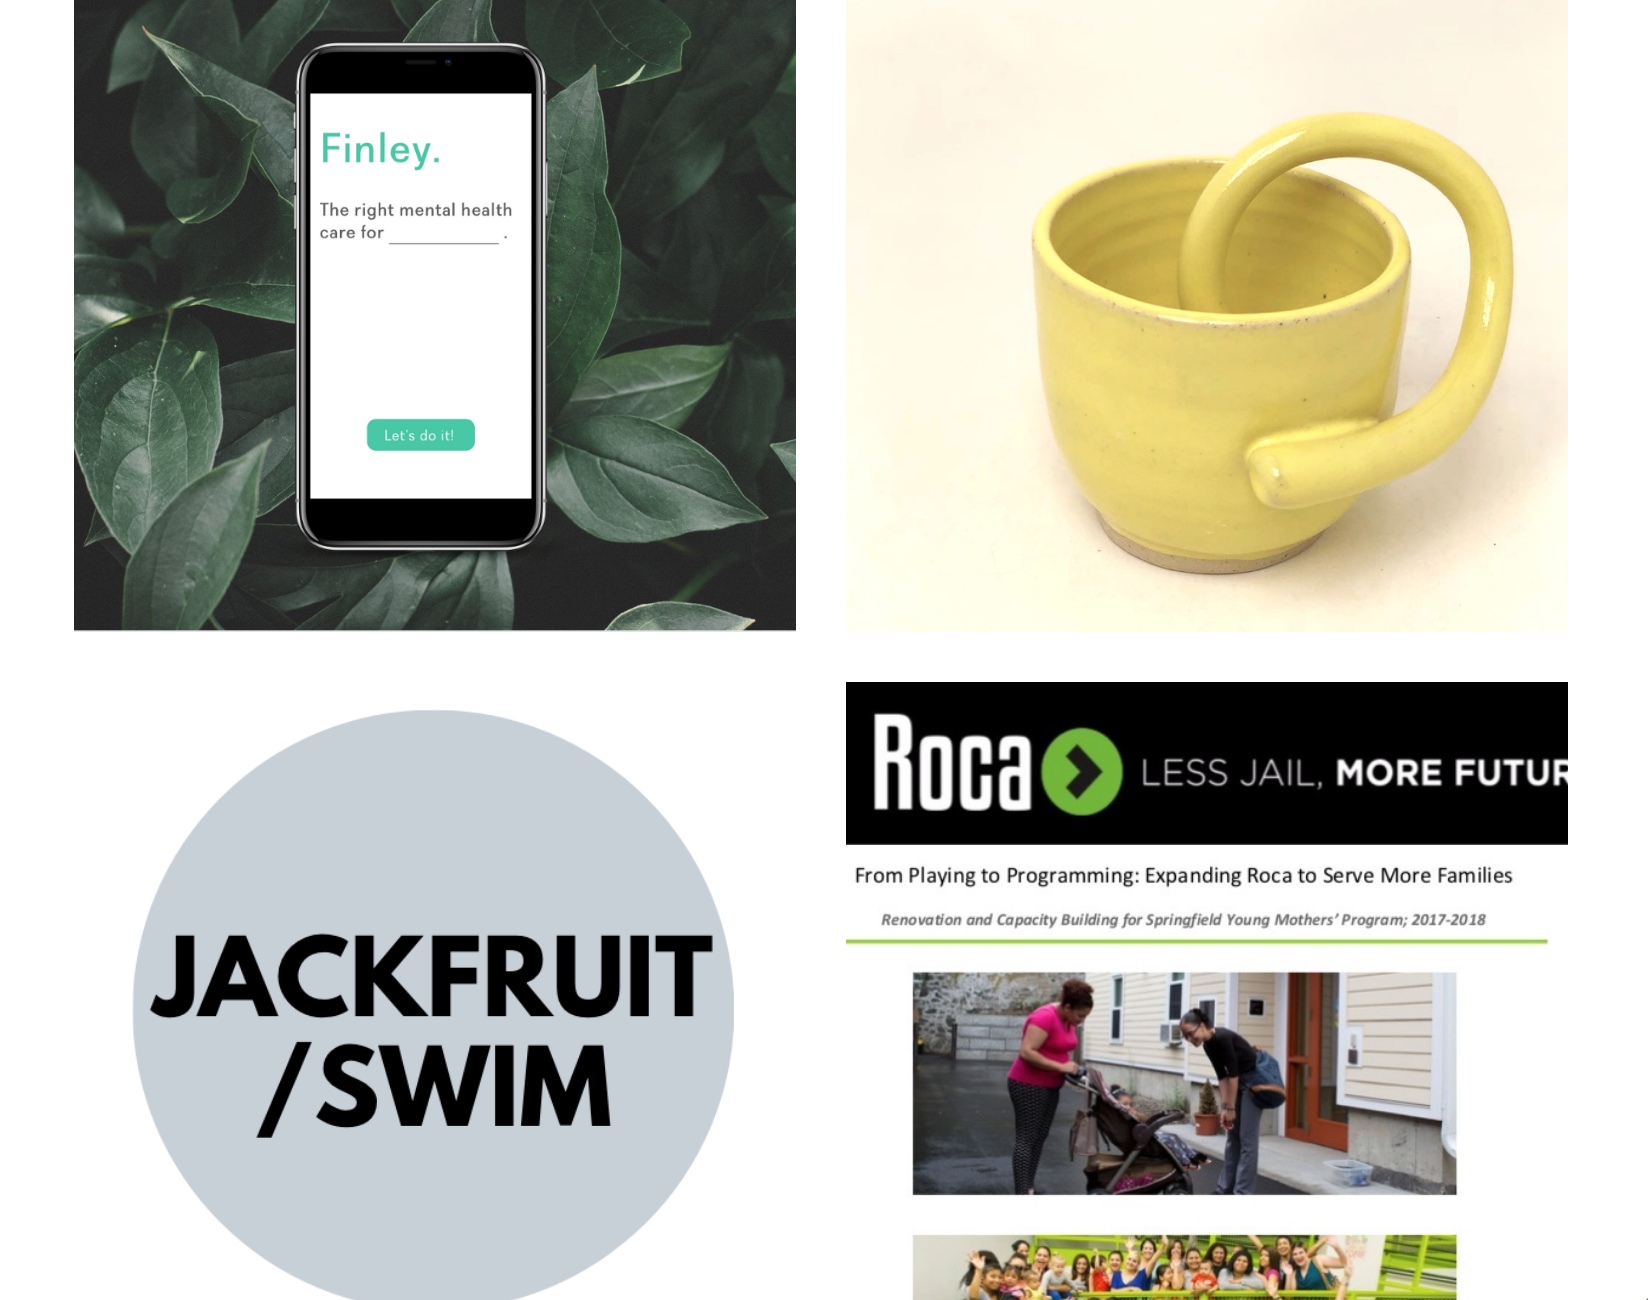 Finley.
The right mental health
care for ____________ .
Let's do it!
JACKFRUIT
/SWIM
Roca
LESS JAIL, MORE FUTUR
From Playing to Programming: Expanding Roca to Serve More Families
Renovation and Capacity Building for Springfield Young Mothers' Program; 2017-2018